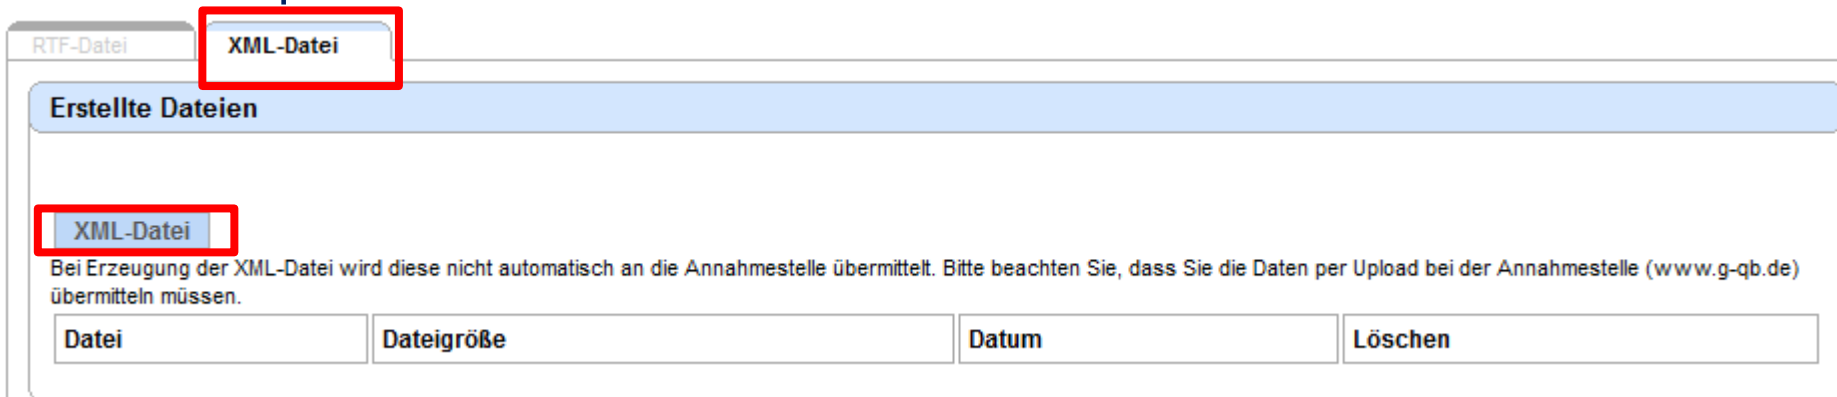 RTF-Datei XML-Datei
Erstellte Dateien
XML-Datei
Bei Erzeugung der XML-Datei wird diese nicht automatisch an die Annahmestelle übermittelt. Bitte beachten Sie, dass Sie die Daten per Upload bei der Annahmestelle (www.g-qb.de)
übermitteln müssen.
Datei Dateigröße Datum Löschen